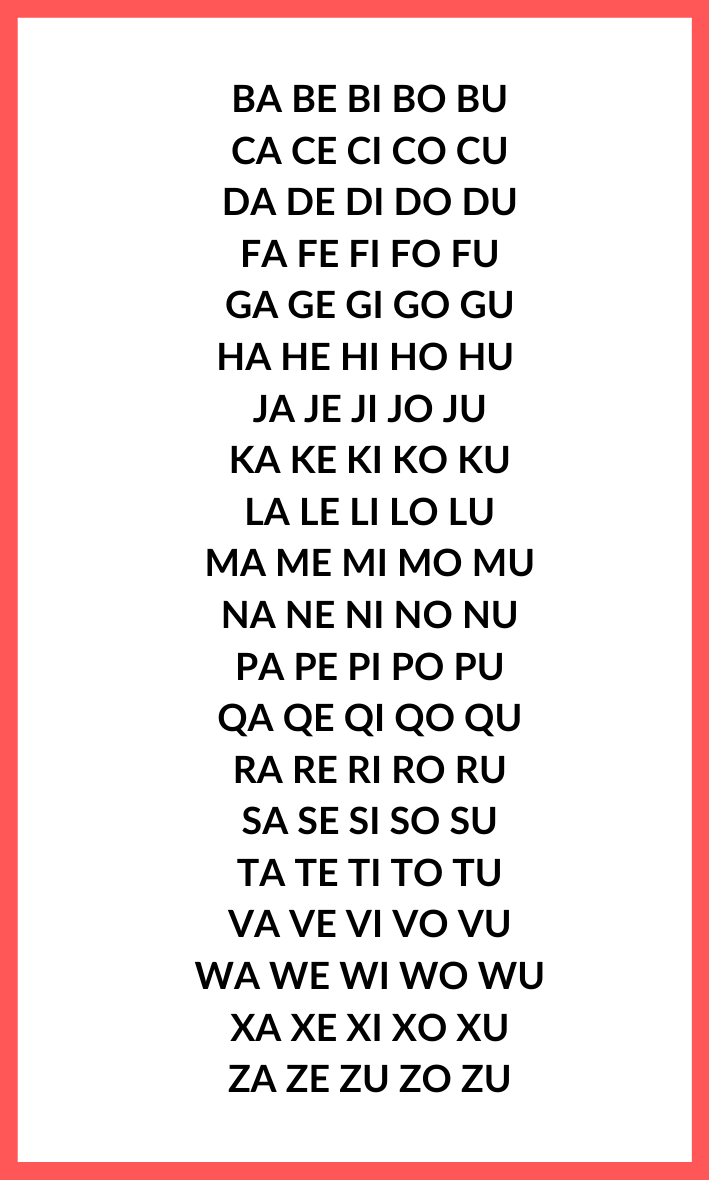 BA BE BI BO BU
CA CE CI CO CU
DA DE DI DO DU
FA FE FI FO FU
GA GE GI GO GU
HA HE HI HO HU
JA JE JI JO JU
KA KE KI KO KU
LA LE LI LO LU
MA ME MI MO MU
NA NE NI NO NU
PA PE PI PO PU
QA QE QI QO QU
RA RE RI RO RU
SA SE SI SO SU
TA TE TI TO TU
VA VE VI VO VU
WA WE WI WO WU
XA XE XI XO XU
ZA ZE ZU ZO ZU